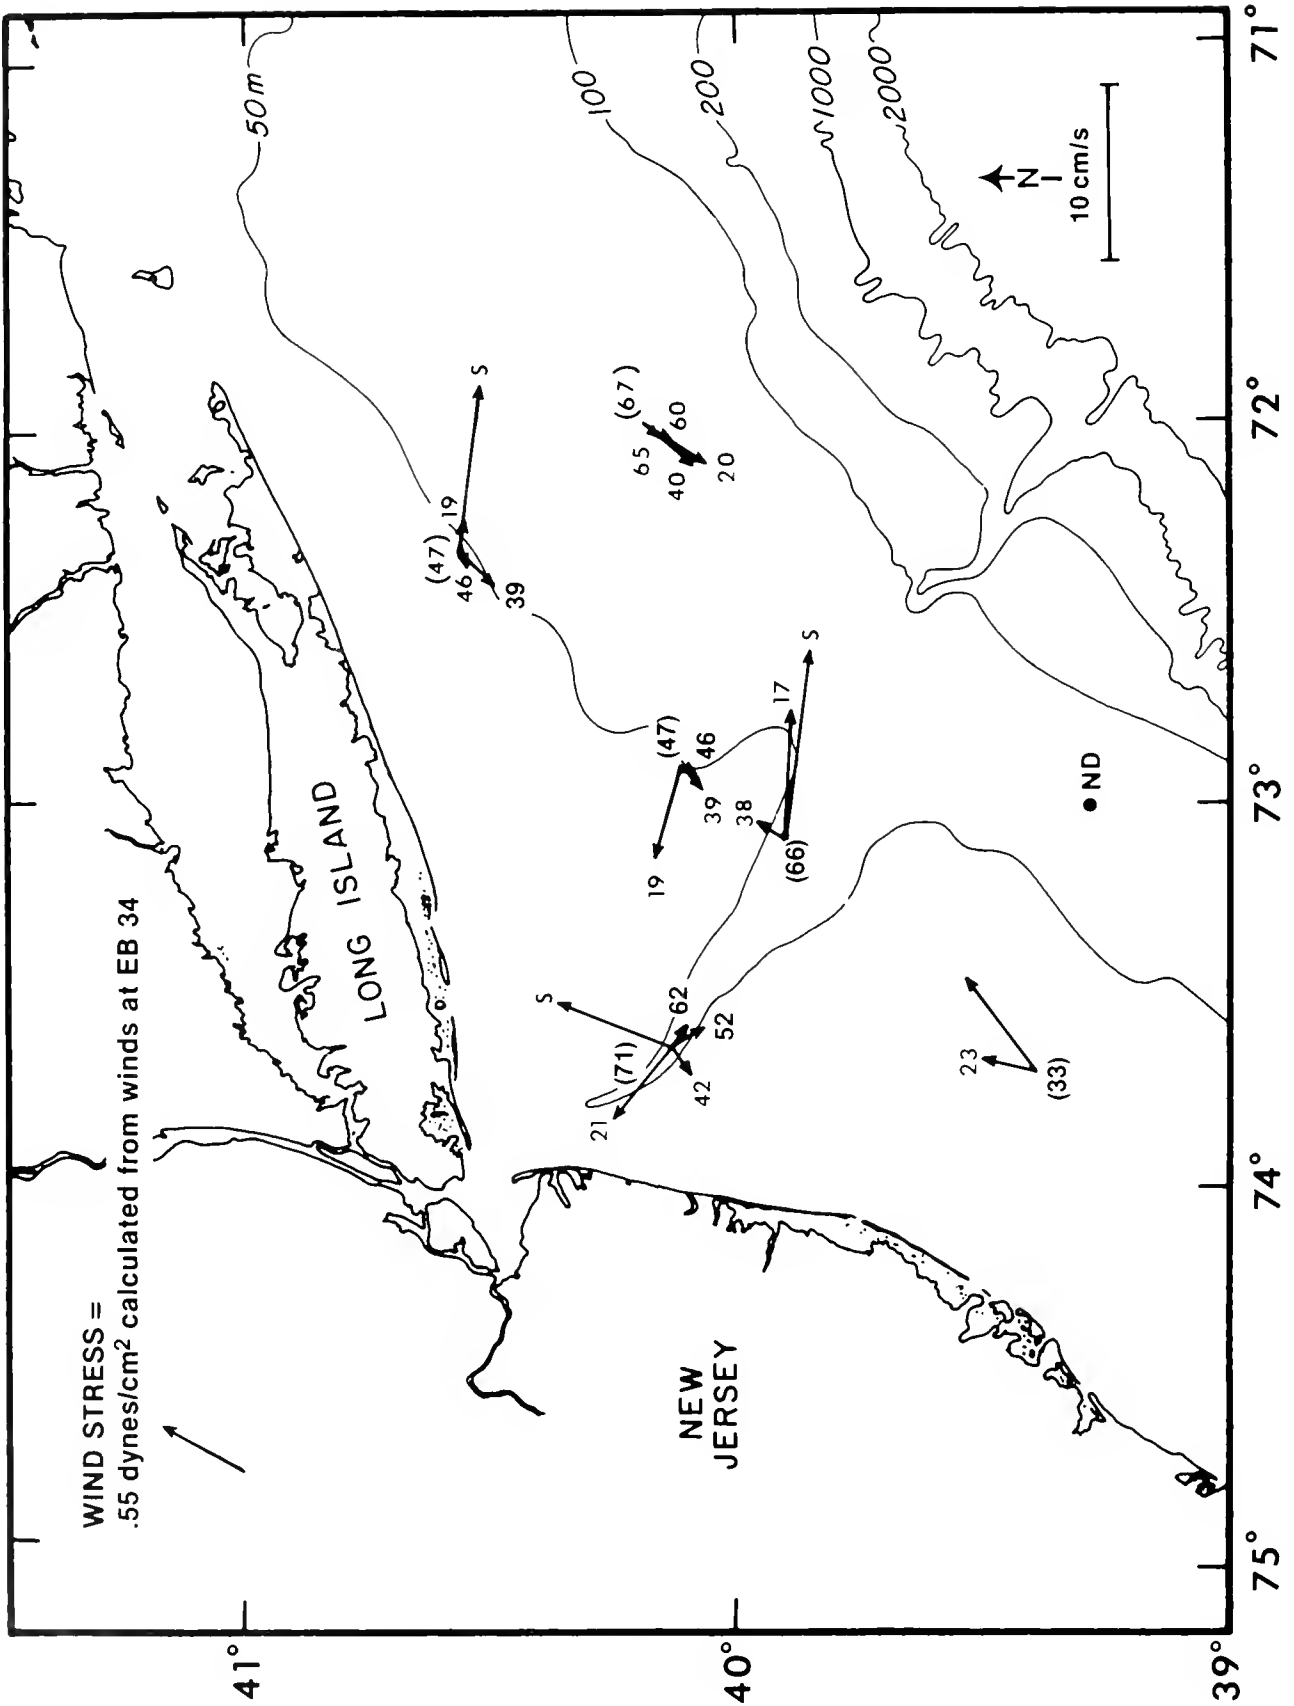 WIND STRESS =
.55 dynes/cm² calculated from winds at EB 34
LONG ISLAND
NEW
JERSEY
50m
100
200
1000
2000
S
19
(47)
46
39
(67)
60
65
40
20
(47)
46
39
19
S
17
38
(66)
S
62
(71)
52
42
21
23
(33)
ND
N
10 cm/s
41°
40°
39°
75°
74°
73°
72°
71°